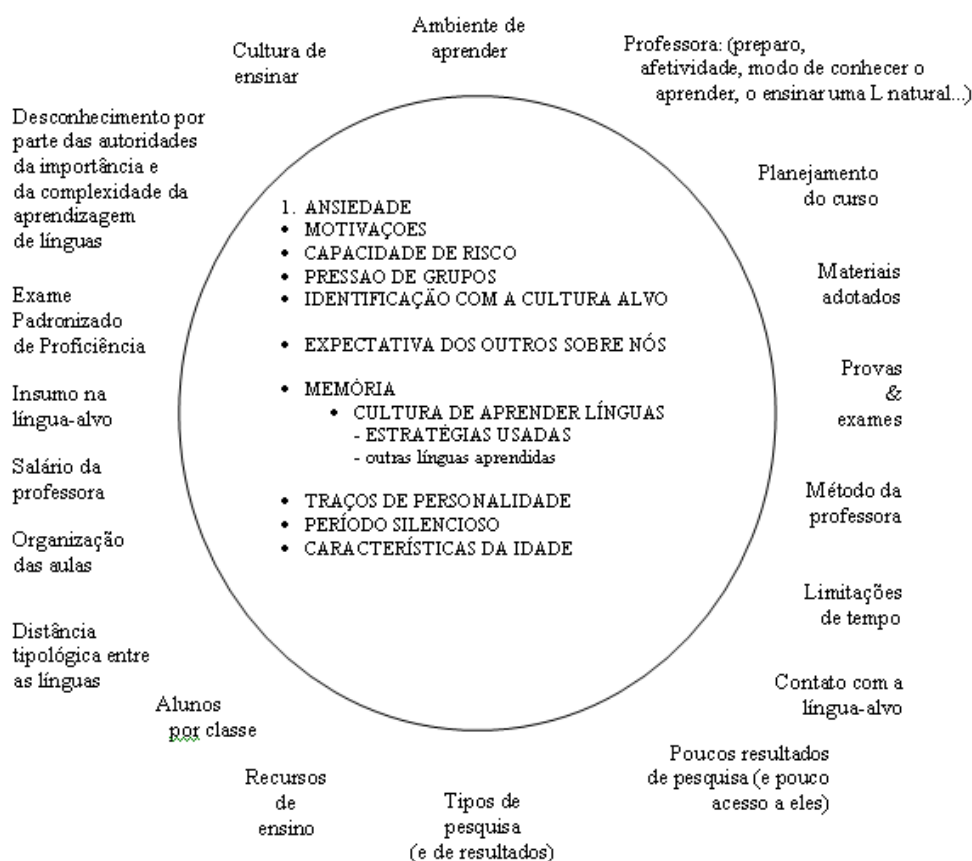 Ambiente de
aprender
Cultura de
ensinar
Professora: (preparo,
afetividade, modo de conhecer o
aprender, o ensinar uma L natural...)
Desconhecimento por
parte das autoridades
da importância e
da complexidade da
aprendizagem
de línguas
Exame
Padronizado
de Proficiência
Insumo na
língua-alvo
Salário da
professora
Organização
das aulas
Distância
tipológica entre
as línguas
Alunos
por classe
Recursos
de
ensino
Tipos de
pesquisa
(e de resultados)
1. ANSIEDADE
• MOTIVAÇOES
• CAPACIDADE DE RISCO
• PRESSAO DE GRUPOS
• IDENTIFICAÇÃO COM A CULTURA ALVO
• EXPECTATIVA DOS OUTROS SOBRE NÓS
• MEMÓRIA
• CULTURA DE APRENDER LÍNGUAS
- ESTRATÉGIAS USADAS
- outras línguas aprendidas
• TRAÇOS DE PERSONALIDADE
• PERÍODO SILENCIOSO
• CARACTERÍSTICAS DA IDADE
Planejamento
do curso
Materiais
adotados
Provas
&
exames
Método da
professora
Limitações
de tempo
Contato com a
língua-alvo
Poucos resultados
de pesquisa (e pouco
acesso a eles)